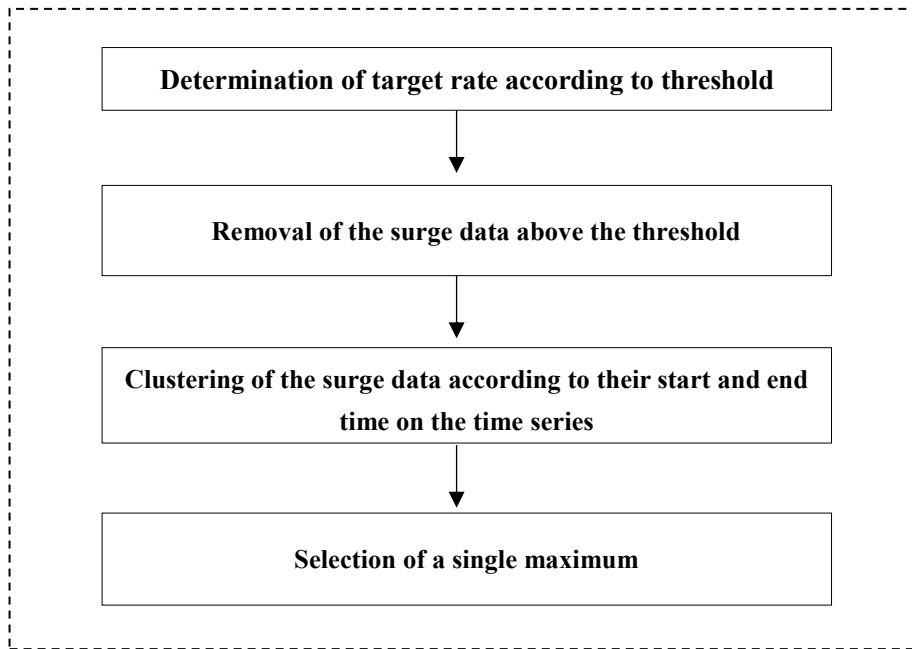 Determination of target rate according to threshold
Removal of the surge data above the threshold
Clustering of the surge data according to their start and end
time on the time series
Selection of a single maximum